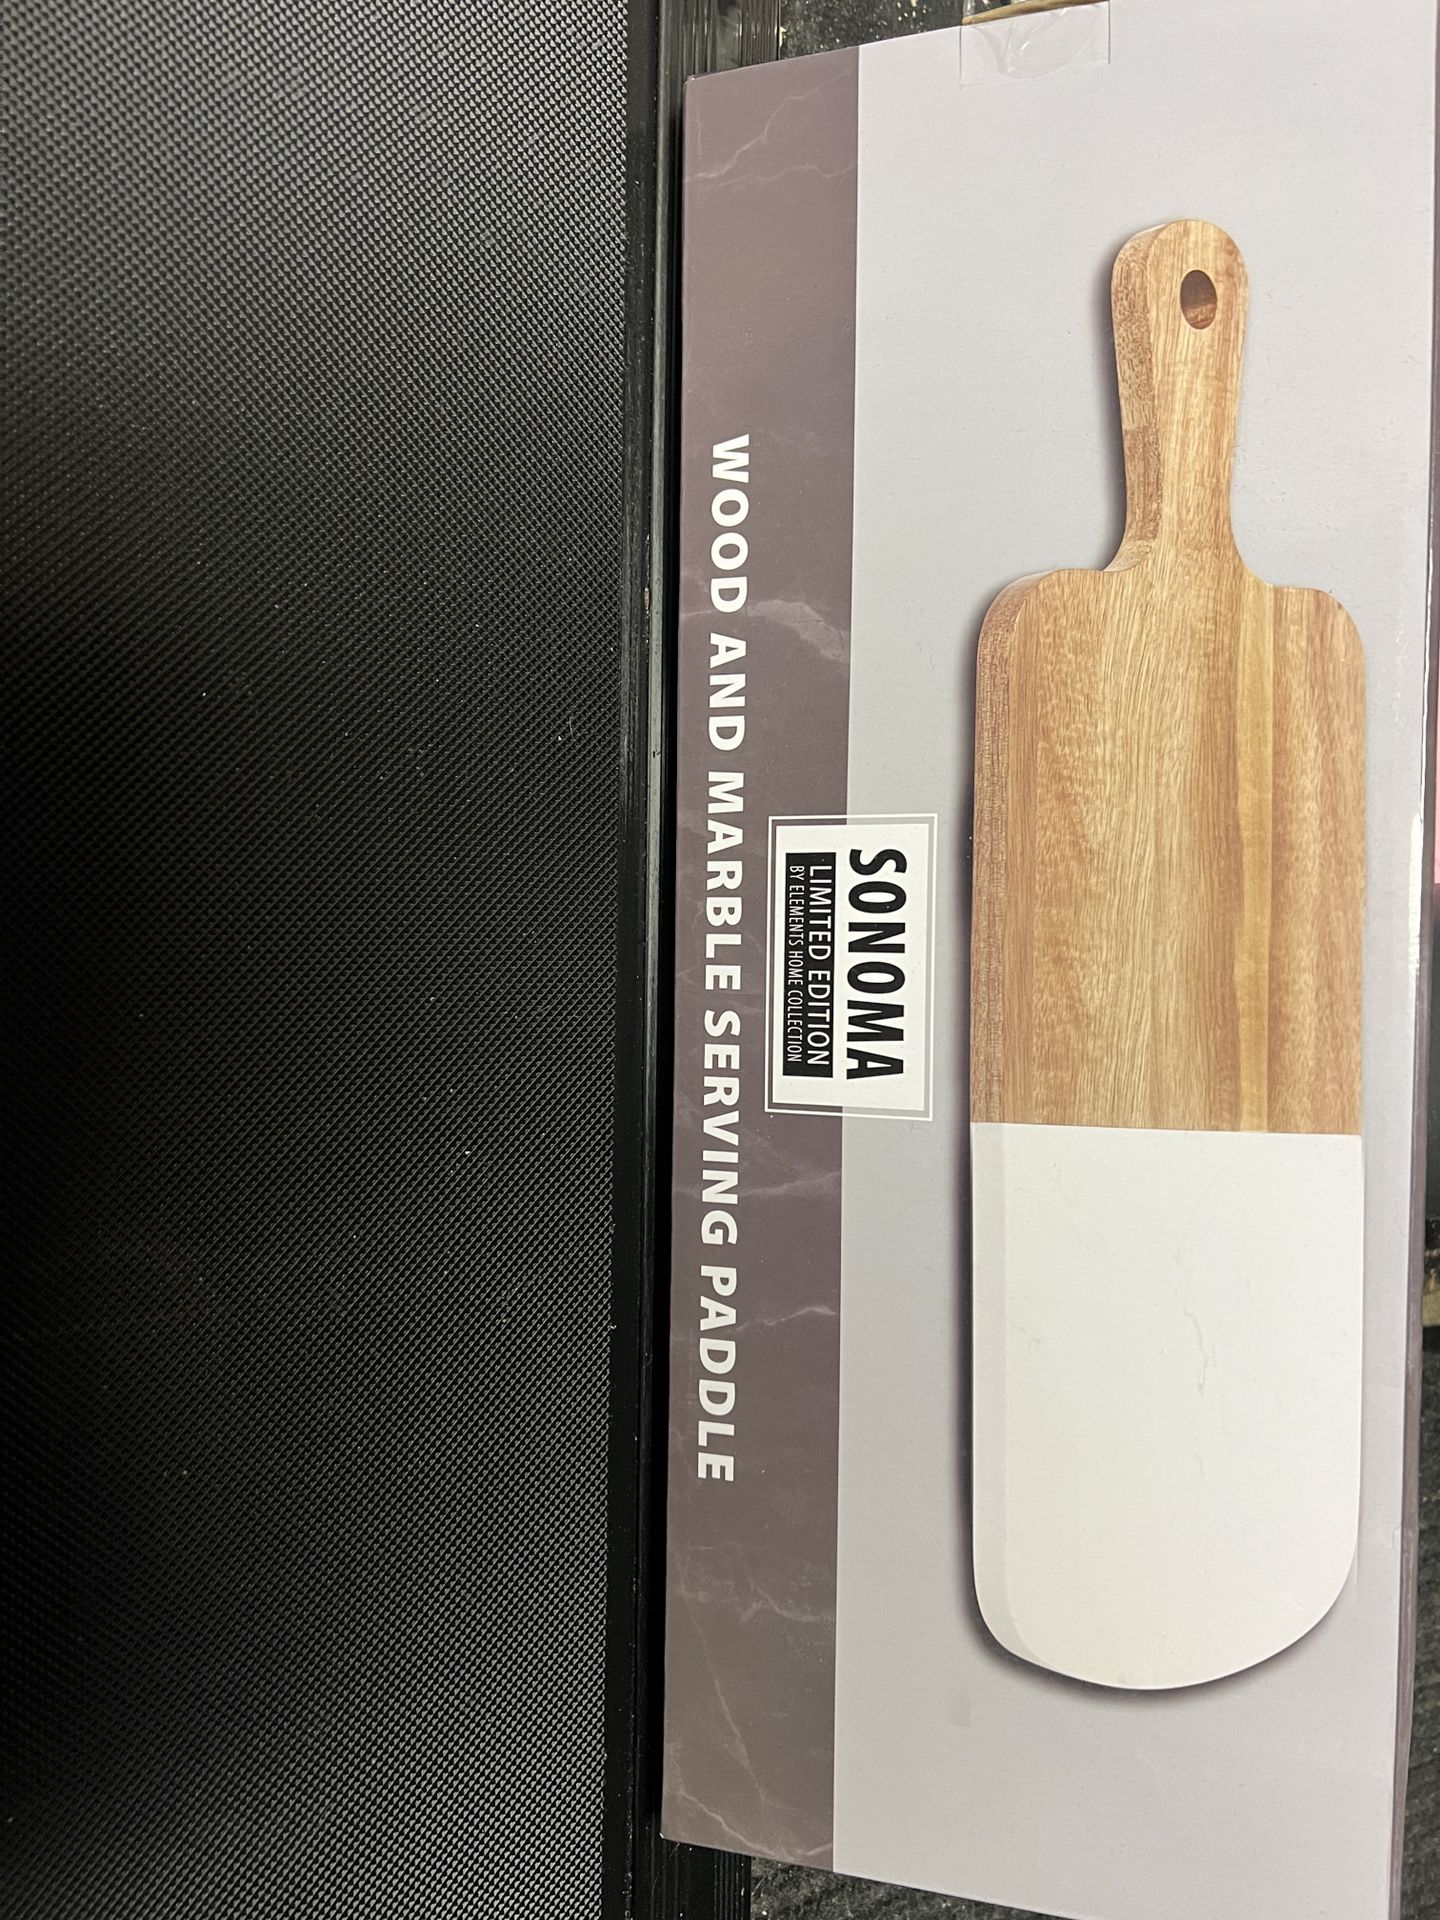 SONOMA
LIMITED EDITION
BY ELEMENTS HOME COLLECTION
WOOD AND MARBLE SERVING PADDLE